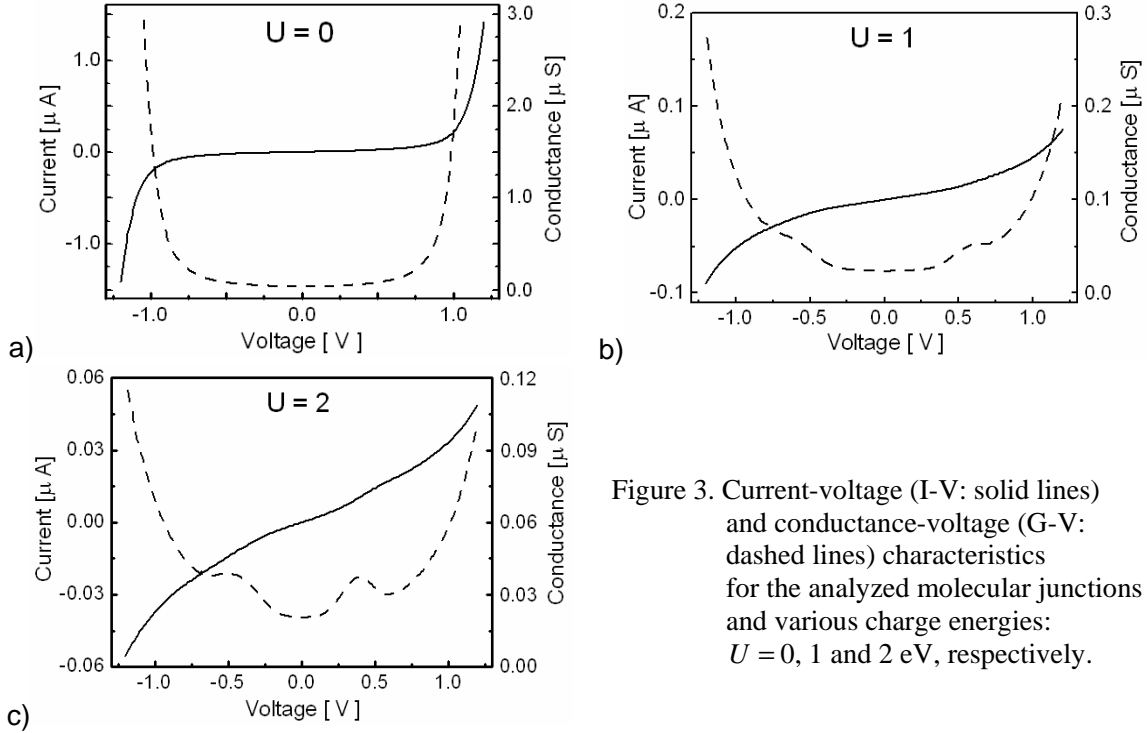 U = 0
Current [μ A]
1.0
0.0
-1.0
3.0
2.0
1.0
0.0
Conductance [μ S]
-1.0
0.0
1.0
Voltage [ V ]
a)
U = 1
Current [μ A]
0.2
0.1
0.0
-0.1
0.3
0.2
0.1
0.0
Conductance [μ S]
-1.0
-0.5
0.0
0.5
1.0
Voltage [ V ]
b)
U = 2
Current [μ A]
0.06
0.03
0.00
-0.03
-0.06
0.12
0.09
0.06
0.03
0.00
Conductance [μ S]
-1.0
-0.5
0.0
0.5
1.0
Voltage [ V ]
c)
Figure 3. Current-voltage (I-V: solid lines)
and conductance-voltage (G-V:
dashed lines) characteristics
for the analyzed molecular junctions
and various charge energies:
U = 0, 1 and 2 eV, respectively.